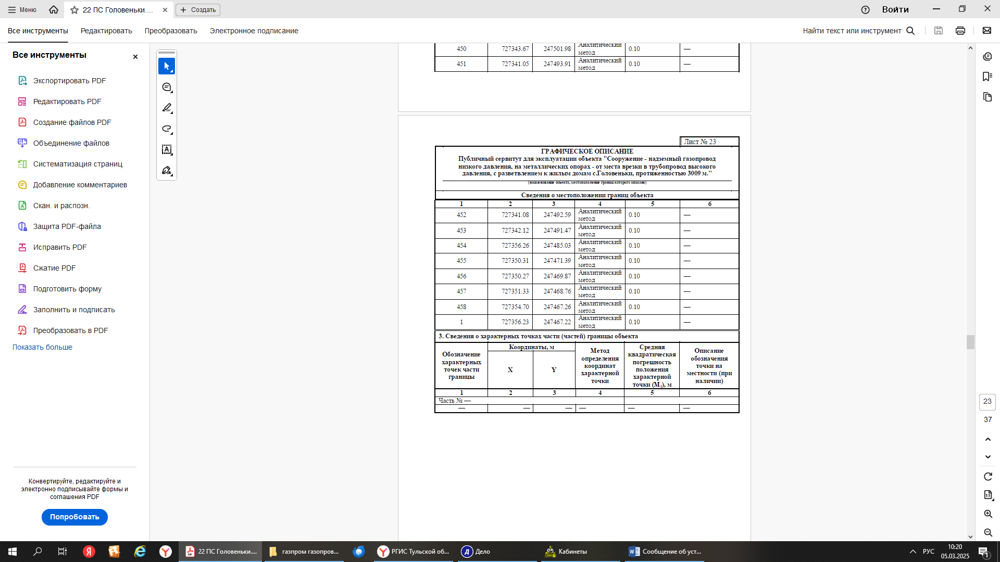 Меню
22 ПС Головеньки....
Создать
Войти
Все инструменты
Редактировать
Преобразовать
Электронное подписание
Найти текст или инструмент
Все инструменты
Экспортировать PDF
Редактировать PDF
Создание файлов PDF
Объединение файлов
Систематизация страниц
Добавление комментариев
Скан. и распозн.
Защита PDF-файла
Исправить PDF
Сжатие PDF
Подготовить форму
Заполнить и подписать
Преобразовать в PDF
Показать больше
Конвертируйте, редактируйте и
электронно подписывайте формы и
соглашения PDF
Попробовать
450 727343.67 247501.98 Аналитический метод 0.10 —
451 727341.05 247493.91 Аналитический метод 0.10 —
Лист № 23
ГРАФИЧЕСКОЕ ОПИСАНИЕ
Публичный сервитут для эксплуатации объекта "Сооружение - надземный газопровод
низкого давления, на металлических опорах - от места врезки в трубопровод высокого
давления, с разветвлением к жилым домам с.Головеньки, протяженностью 3009 м."
(наименование объекта, местоположение границ которого описано)
Сведения о местоположении границ объекта
1 2 3 4 5 6
452 727341.08 247492.59 Аналитический метод 0.10 —
453 727342.12 247491.47 Аналитический метод 0.10 —
454 727356.26 247485.03 Аналитический метод 0.10 —
455 727350.31 247471.39 Аналитический метод 0.10 —
456 727350.27 247469.87 Аналитический метод 0.10 —
457 727351.33 247468.76 Аналитический метод 0.10 —
458 727354.70 247467.26 Аналитический метод 0.10 —
1 727356.23 247467.22 Аналитический метод 0.10 —
3. Сведения о характерных точках части (частей) границы объекта
Обозначение характерных точек части границы
Координаты, м
X Y
Метод определения координат характерной точки
Средняя квадратическая погрешность положения характерной точки (Mt), м
Описание обозначения точки на местности (при наличии)
1 2 3 4 5 6
Часть № —
— — — — — —
23
37
22 ПС Головеньки....
газпром газопров...
РГИС Тульской об...
Дело
Кабинеты
Сообщение об уст...
РУС
10:20
05.03.2025
1